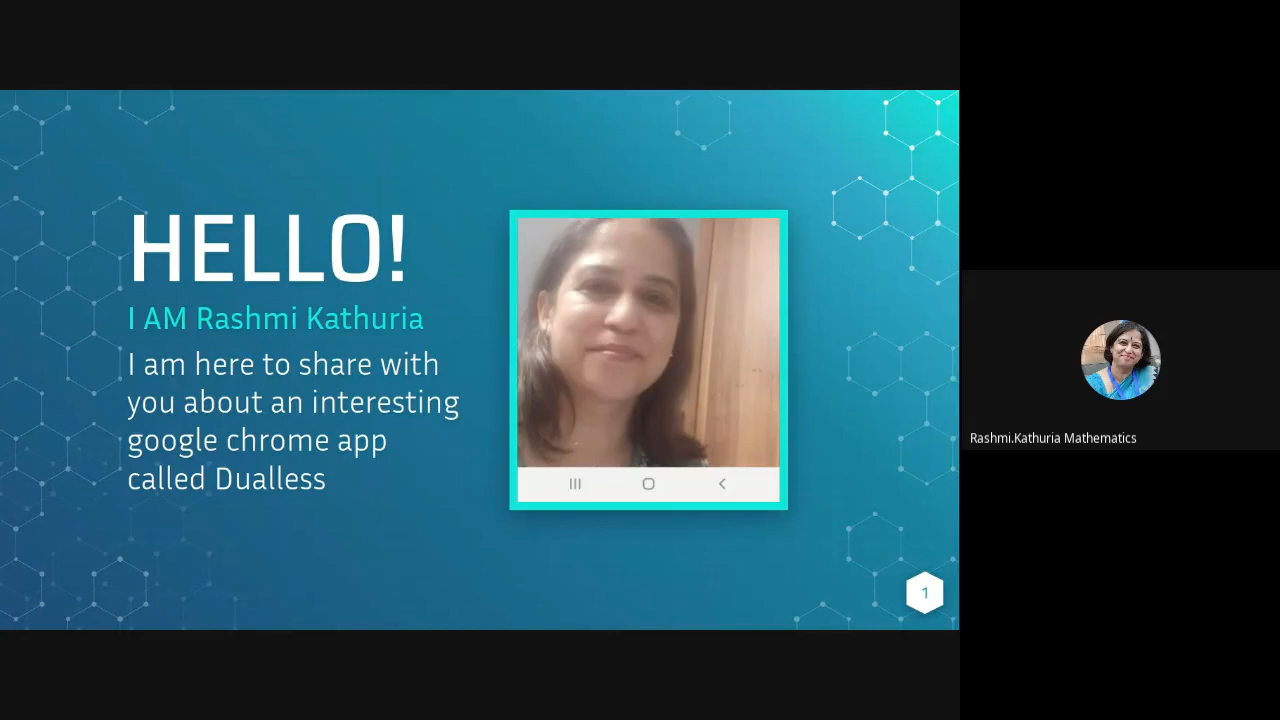 HELLO!
I AM Rashmi Kathuria
I am here to share with
you about an interesting
google chrome app
called Dualless
1
Rashmi.Kathuria Mathematics